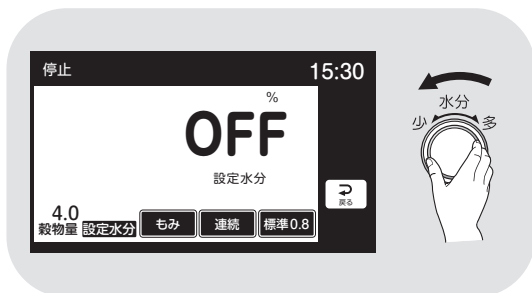 停止 15:30
%
OFF
設定水分
戻る
4.0
穀物量 設定水分 もみ 連続 標準0.8
水分
少 多